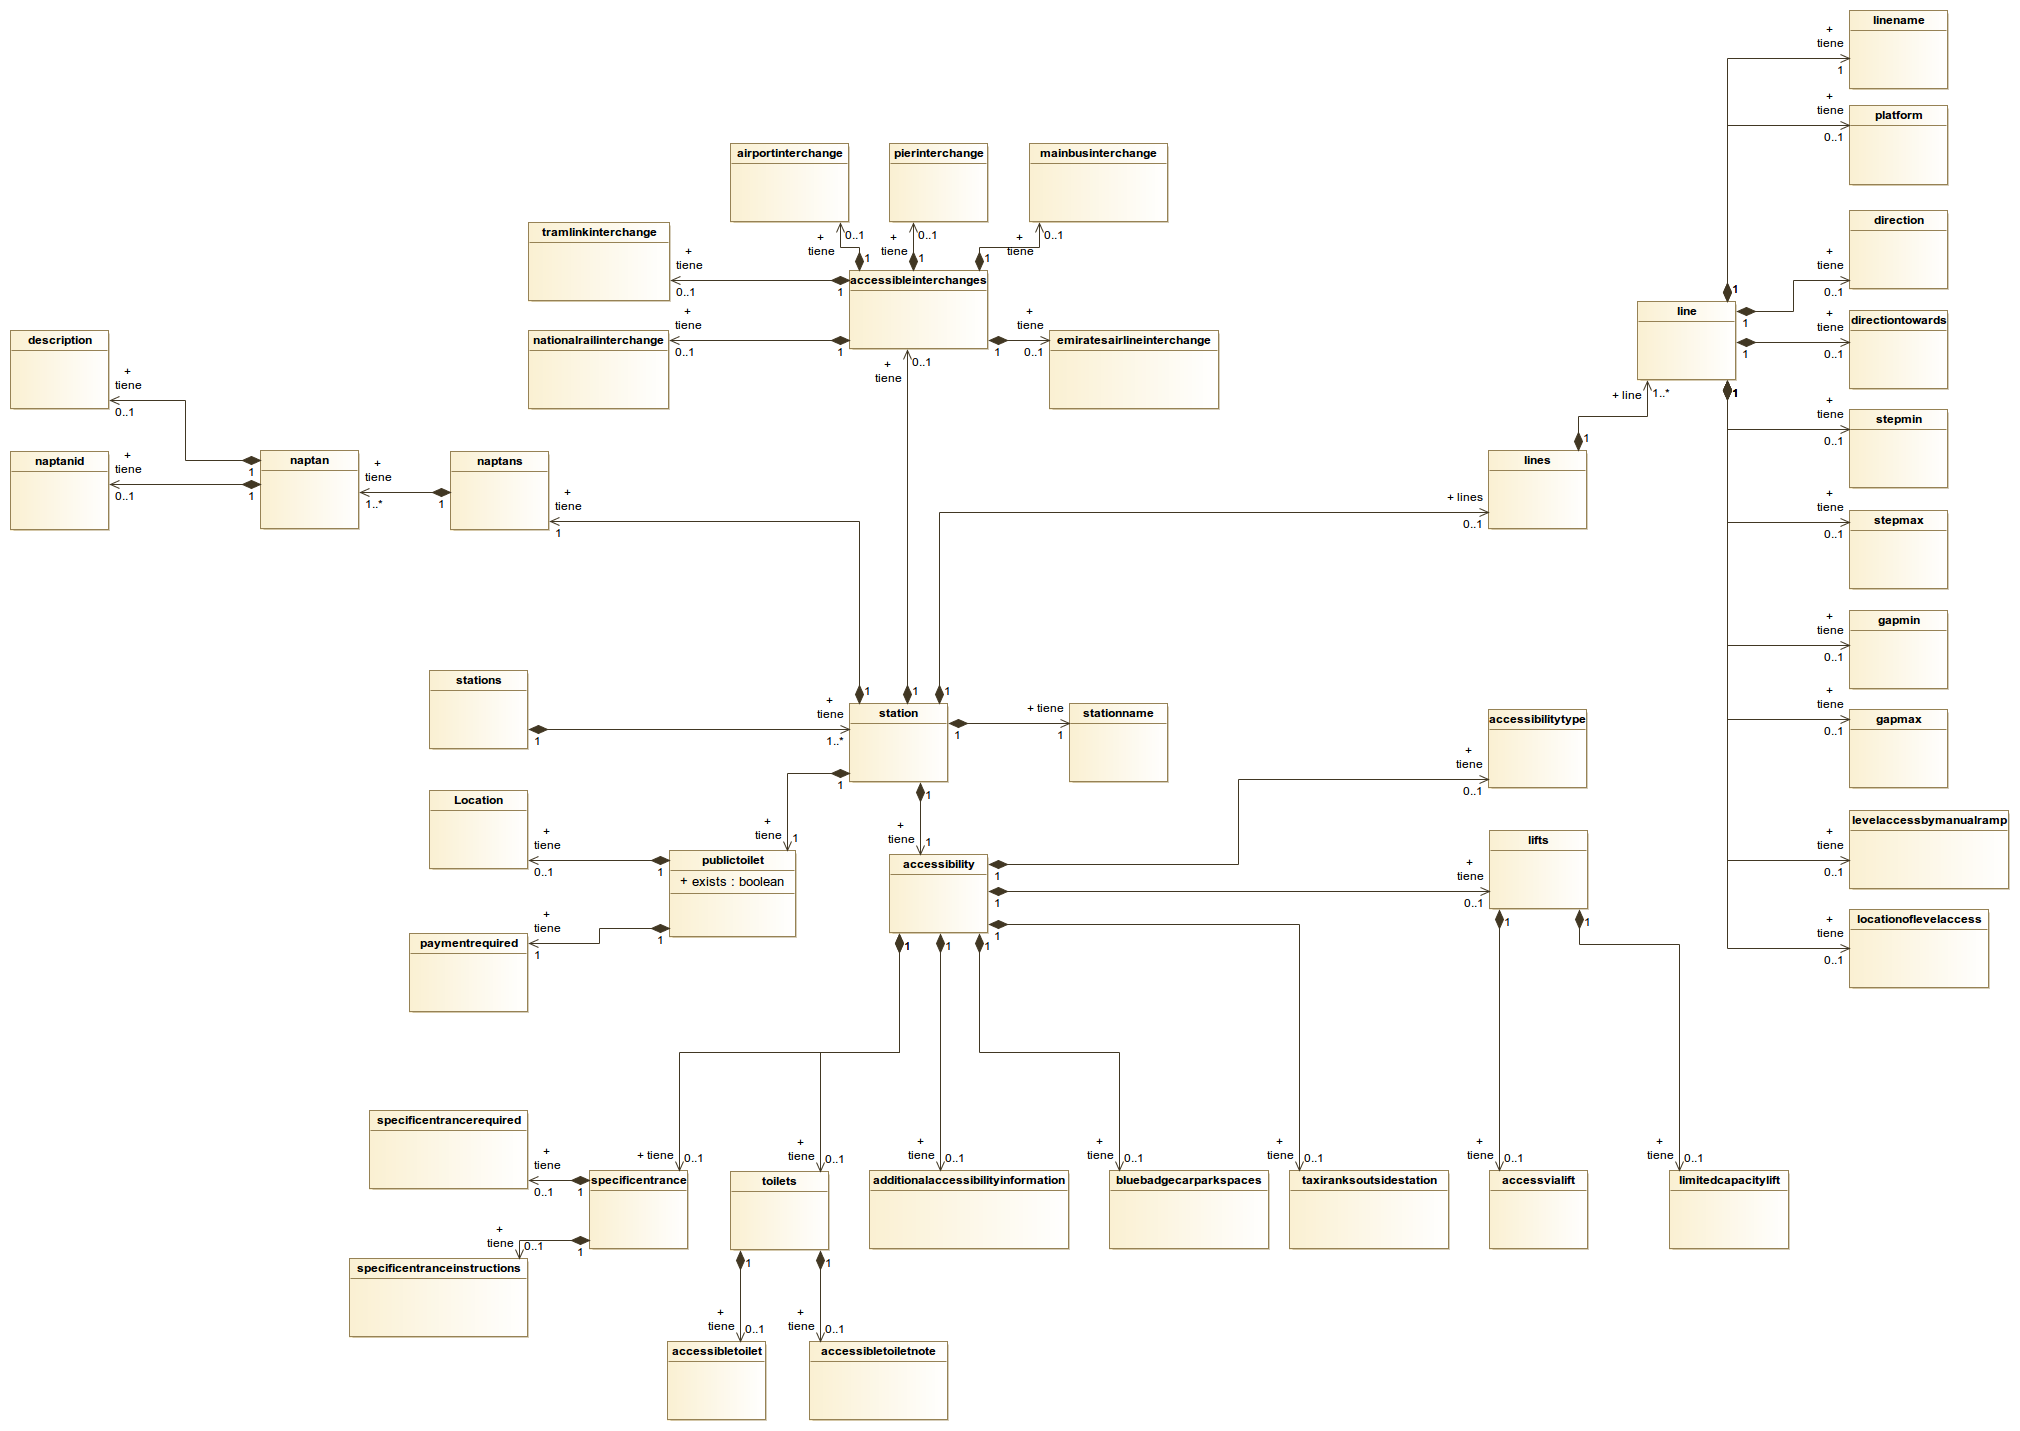 linename
+
tiene
1
platform
+
tiene
0..1
airportinterchange
pierinterchange
mainbusinterchange
direction
+
tiene
0..1
tramlinkinterchange
+
tiene
0..1
+
tiene
0..1
+
tiene
0..1
+
tiene
0..1
1
1
1
accessibleinterchanges
1
line
1
1
1
directiontowards
+
tiene
0..1
description
+
tiene
0..1
nationalrailinterchange
+
tiene
0..1
1
1
+
tiene
0..1
emiratesairlineinterchange
+
tiene
0..1
+ line
1..*
1
stepmin
+
tiene
0..1
naptanid
+
tiene
0..1
naptan
1
1
+
tiene
1..*
naptans
1
+
tiene
1
lines
1
+ lines
0..1
stepmax
+
tiene
0..1
gapmin
+
tiene
0..1
stations
1
+
tiene
1..*
station
1
1
1
1
1
1
+ tiene
1
stationname
accessibilitytype
+
tiene
0..1
gapmax
+
tiene
0..1
Location
+
tiene
0..1
+
tiene
1
publictoilet
+ exists : boolean
1
1
+
tiene
1
accessibility
1
1
1
1
1
1
lifts
+
tiene
0..1
1
1
levelaccessbymanualramp
+
tiene
0..1
paymentrequired
+
tiene
1
locationoflevelaccess
+
tiene
0..1
specificentrancerequired
+
tiene
0..1
+ tiene
0..1
specificentrance
1
1
+
tiene
0..1
toilets
1
1
+
tiene
0..1
additionalaccessibilityinformation
+
tiene
0..1
bluebadgecarparkspaces
+
tiene
0..1
taxiranksoutsidestation
+
tiene
0..1
accessvialift
+
tiene
0..1
limitedcapacitylift
+
tiene
0..1
specificentranceinstructions
+
tiene
0..1
accessibletoilet
+
tiene
0..1
accessibletoiletnote